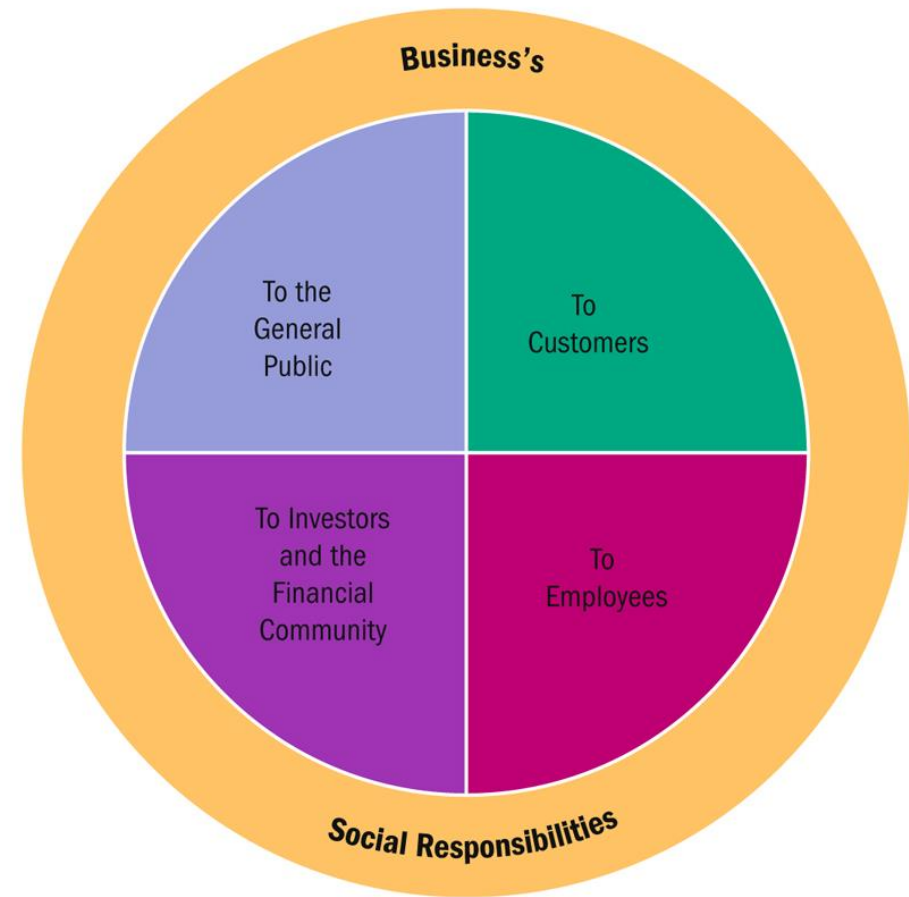 Business's
To the
General
Public
To
Customers
To Investors
and the
Financial
Community
To
Employees
Social Responsibilities